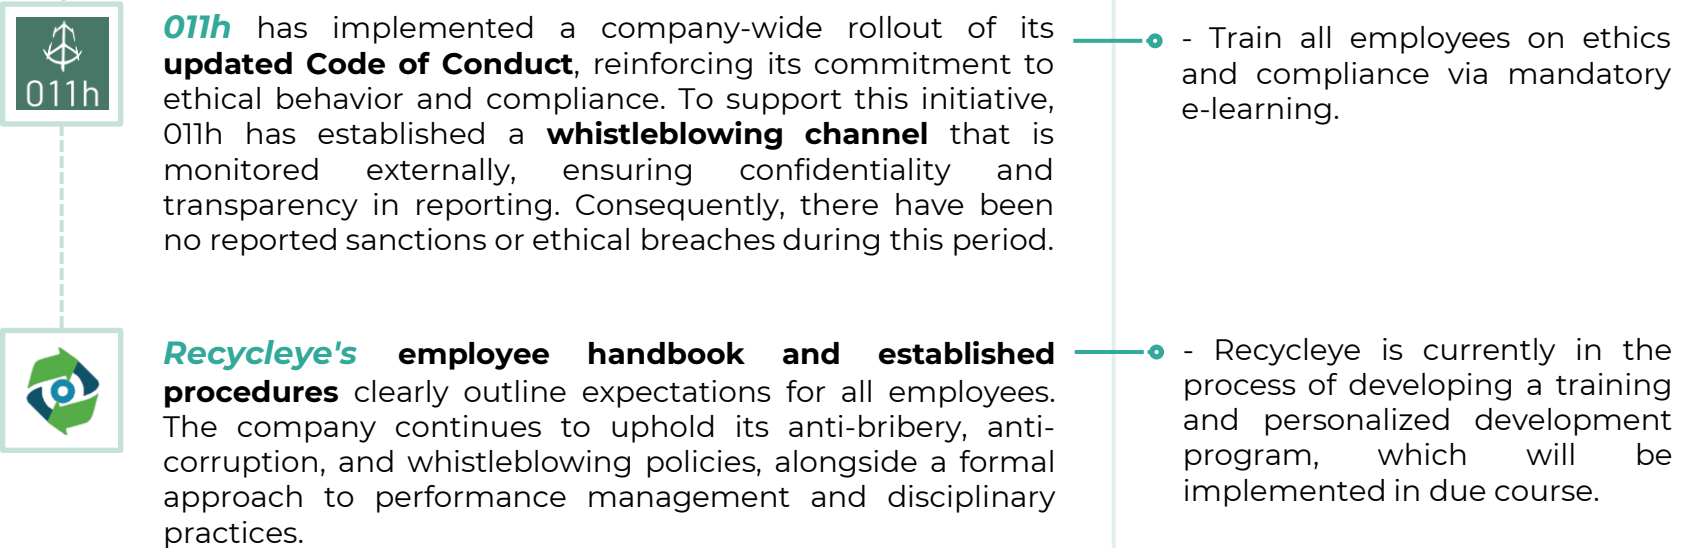 011h
011h has implemented a company-wide rollout of its
updated Code of Conduct, reinforcing its commitment to
ethical behavior and compliance. To support this initiative,
011h has established a whistleblowing channel that is
monitored externally, ensuring confidentiality and
transparency in reporting. Consequently, there have been
no reported sanctions or ethical breaches during this period.
- Train all employees on ethics
and compliance via mandatory
e-learning.
Recycleye's employee handbook and established
procedures clearly outline expectations for all employees.
The company continues to uphold its anti-bribery, anti-
corruption, and whistleblowing policies, alongside a formal
approach to performance management and disciplinary
practices.
- Recycleye is currently in the
process of developing a training
and personalized development
program, which will be
implemented in due course.